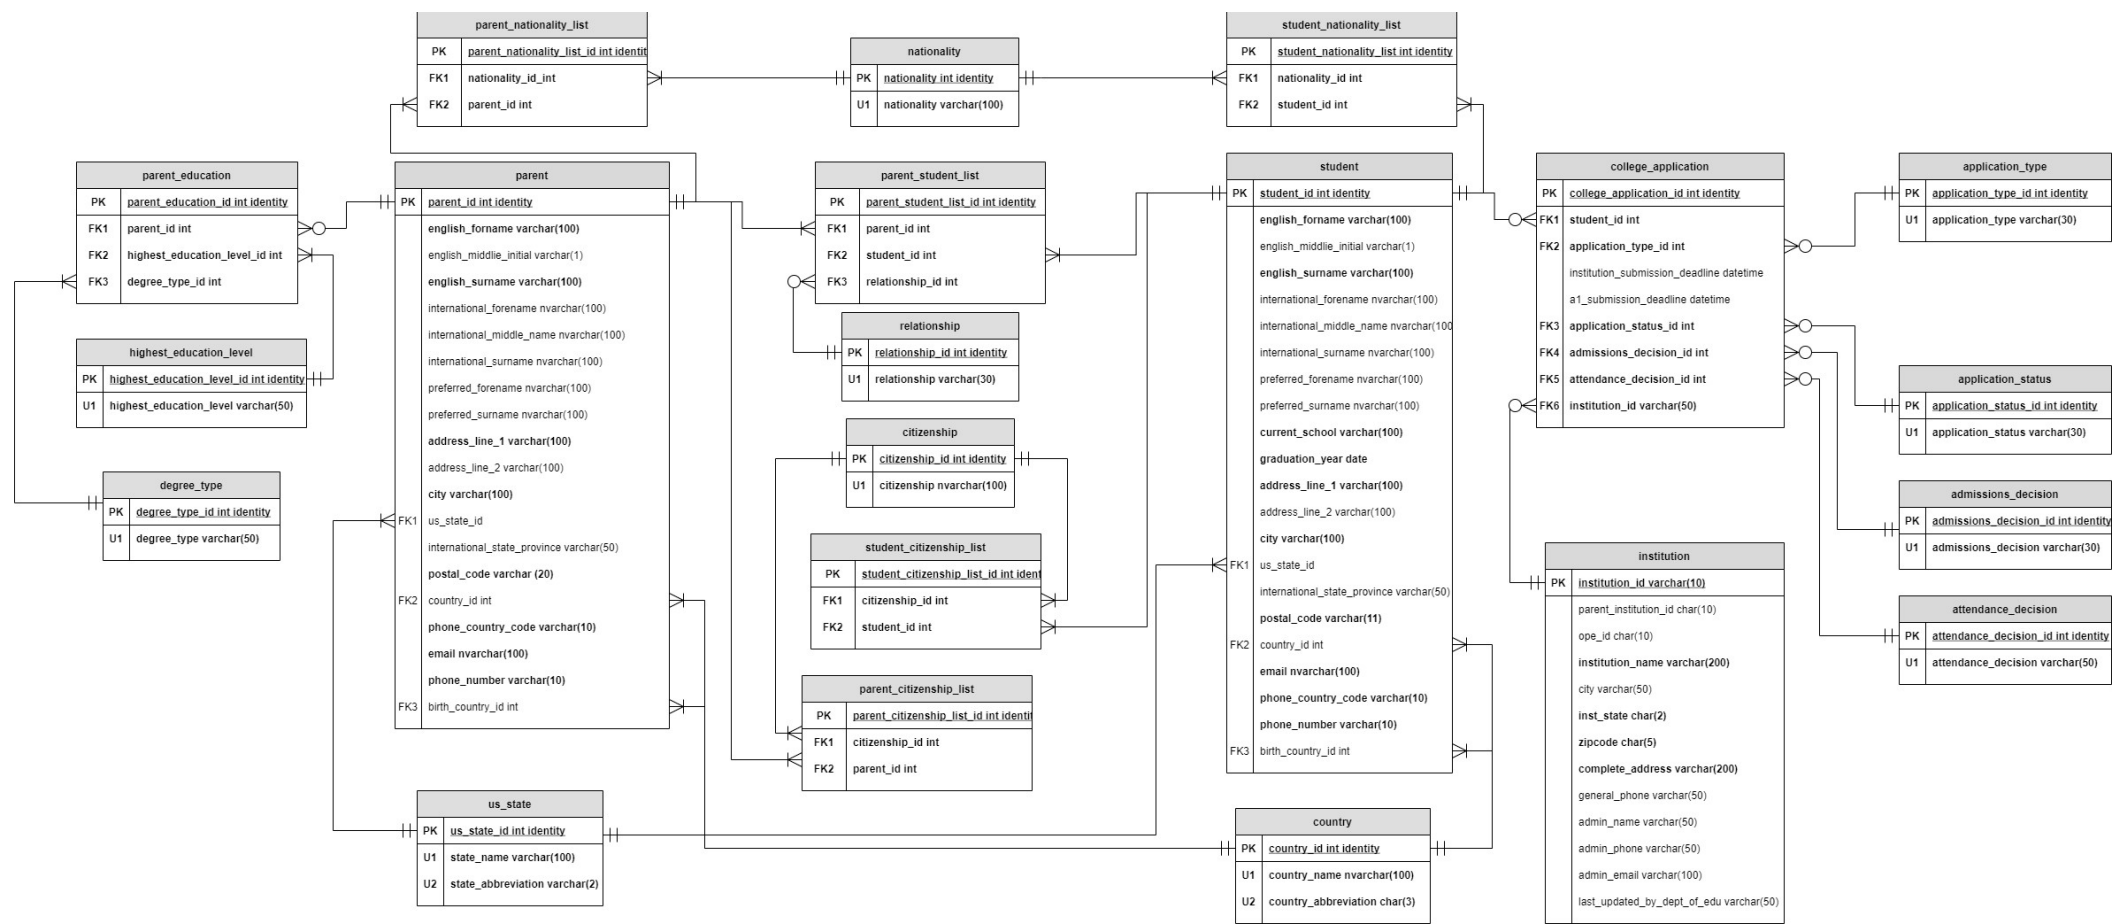 parent_nationality_list
PK parent_nationality_list_id int identit
FK1 nationality_id_int
FK2 parent_id int
nationality
PK nationality int identity
U1 nationality varchar(100)
student_nationality_list
PK student_nationality_list int identity
FK1 nationality_id int
FK2 student_id int
parent_education
PK parent_education_id int identity
FK1 parent_id int
FK2 highest_education_level_id int
FK3 degree_type_id int
highest_education_level
PK highest_education_level_id int identity
U1 highest_education_level varchar(50)
degree_type
PK degree_type_id int identity
U1 degree_type varchar(50)
parent
PK parent_id int identity
english_forname varchar(100)
english_middlie_initial varchar(1)
english_surname varchar(100)
international_forename nvarchar(100)
international_middle_name nvarchar(100)
international_surname nvarchar(100)
preferred_forename nvarchar(100)
preferred_surname nvarchar(100)
address_line_1 varchar(100)
address_line_2 varchar(100)
city varchar(100)
FK1 us_state_id
international_state_province varchar(50)
postal_code varchar (20)
FK2 country_id int
phone_country_code varchar(10)
email nvarchar(100)
phone_number varchar(10)
FK3 birth_country_id int
us_state
PK us_state_id int identity
U1 state_name varchar(100)
U2 state_abbreviation varchar(2)
parent_student_list
PK parent_student_list_id int identity
FK1 parent_id int
FK2 student_id int
FK3 relationship_id int
relationship
PK relationship_id int identity
U1 relationship varchar(30)
citizenship
PK citizenship_id int identity
U1 citizenship nvarchar(100)
student_citizenship_list
PK student_citizenship_list_id int ident
FK1 citizenship_id int
FK2 student_id int
parent_citizenship_list
PK parent_citizenship_list_id int identit
FK1 citizenship_id int
FK2 parent_id int
student
PK student_id int identity
english_forname varchar(100)
english_middlie_initial varchar(1)
english_surname varchar(100)
international_forename nvarchar(100)
international_middle_name nvarchar(100
international_surname nvarchar(100)
preferred_forename nvarchar(100)
preferred_surname nvarchar(100)
current_school varchar(100)
graduation_year date
address_line_1 varchar(100)
address_line_2 varchar(100)
city varchar(100)
FK1 us_state_id
international_state_province varchar(50)
postal_code varchar(11)
FK2 country_id int
email nvarchar(100)
phone_country_code varchar(10)
phone_number varchar(10)
FK3 birth_country_id int
country
PK country_id int identity
U1 country_name nvarchar(100)
U2 country_abbreviation char(3)
college_application
PK college_application_id int identity
FK1 student_id int
FK2 application_type_id int
institution_submission_deadline datetime
a1_submission_deadline datetime
FK3 application_status_id int
FK4 admissions_decision_id int
FK5 attendance_decision_id int
FK6 institution_id varchar(50)
institution
PK institution_id varchar(10)
parent_institution_id char(10)
ope_id char(10)
institution_name varchar(200)
city varchar(50)
inst_state char(2)
zipcode char(5)
complete_address varchar(200)
general_phone varchar(50)
admin_name varchar(50)
admin_phone varchar(50)
admin_email varchar(100)
last_updated_by_dept_of_edu varchar(50)
application_type
PK application_type_id int identity
U1 application_type varchar(30)
application_status
PK application_status_id int identity
U1 application_status varchar(30)
admissions_decision
PK admissions_decision_id int identity
U1 admissions_decision varchar(30)
attendance_decision
PK attendance_decision_id int identity
U1 attendance_decision varchar(50)